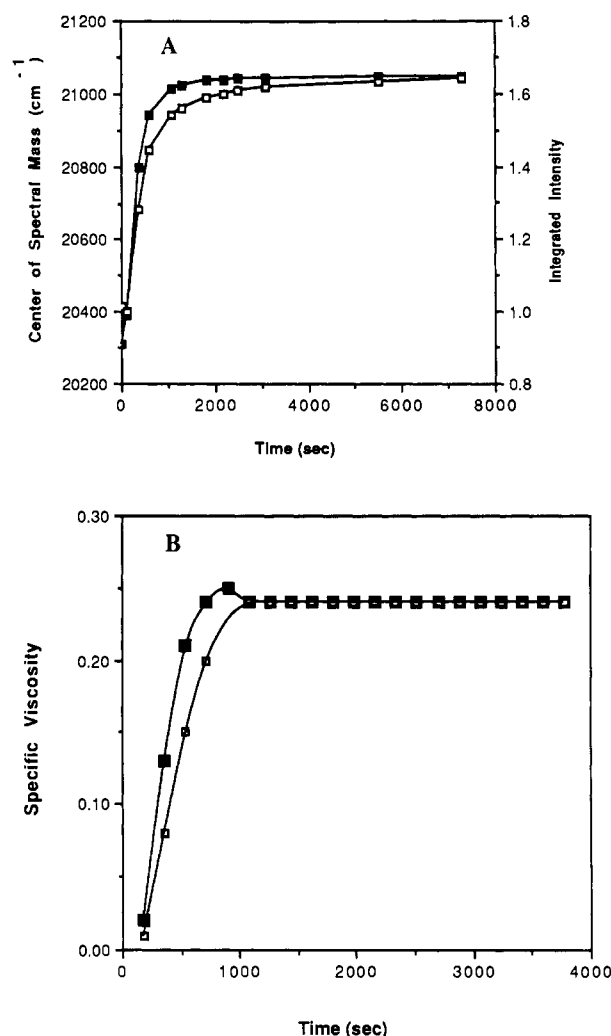 A
Center of Spectral Mass (cm⁻¹)
21200
21000
20800
20600
20400
20200
1.8
1.6
1.4
1.2
1.0
0.8
Integrated Intensity
0 2000 4000 6000 8000
Time (sec)
B
Specific Viscosity
0.30
0.20
0.10
0.00
0 1000 2000 3000 4000
Time (sec)